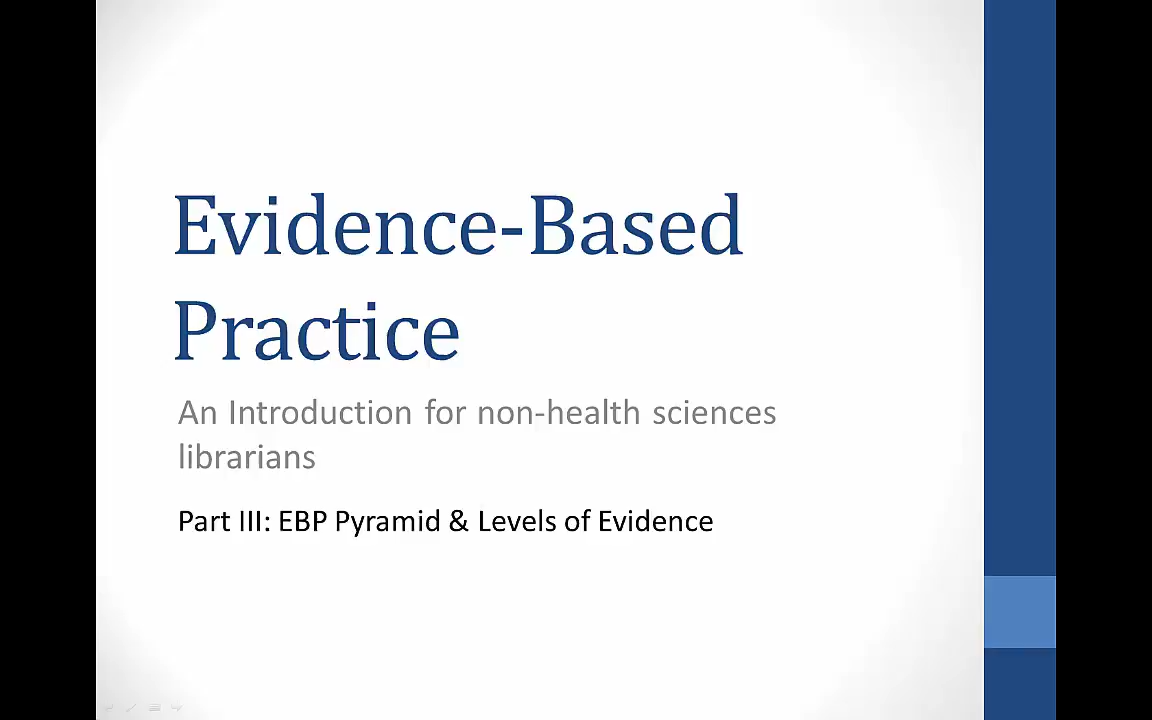 Evidence-Based
Practice
An Introduction for non-health sciences
librarians
Part III: EBP Pyramid & Levels of Evidence